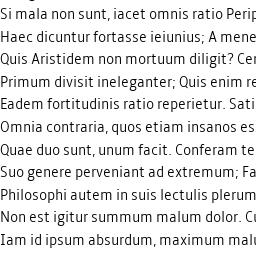 Si mala non sunt, iacet omnis ratio Perip
Haec dicuntur fortasse ieiunius; A mene
Quis Aristidem non mortuum diligit? Cer
Primum divisit ineleganter; Quis enim re
Eadem fortitudinis ratio reperietur. Sati
Omnia contraria, quos etiam insanos es
Quae duo sunt, unum facit. Conferam te
Suo genere perveniant ad extremum; Fa
Philosophi autem in suis lectulis plerum
Non est igitur summum malum dolor. Cu
Iam id ipsum absurdum, maximum malu